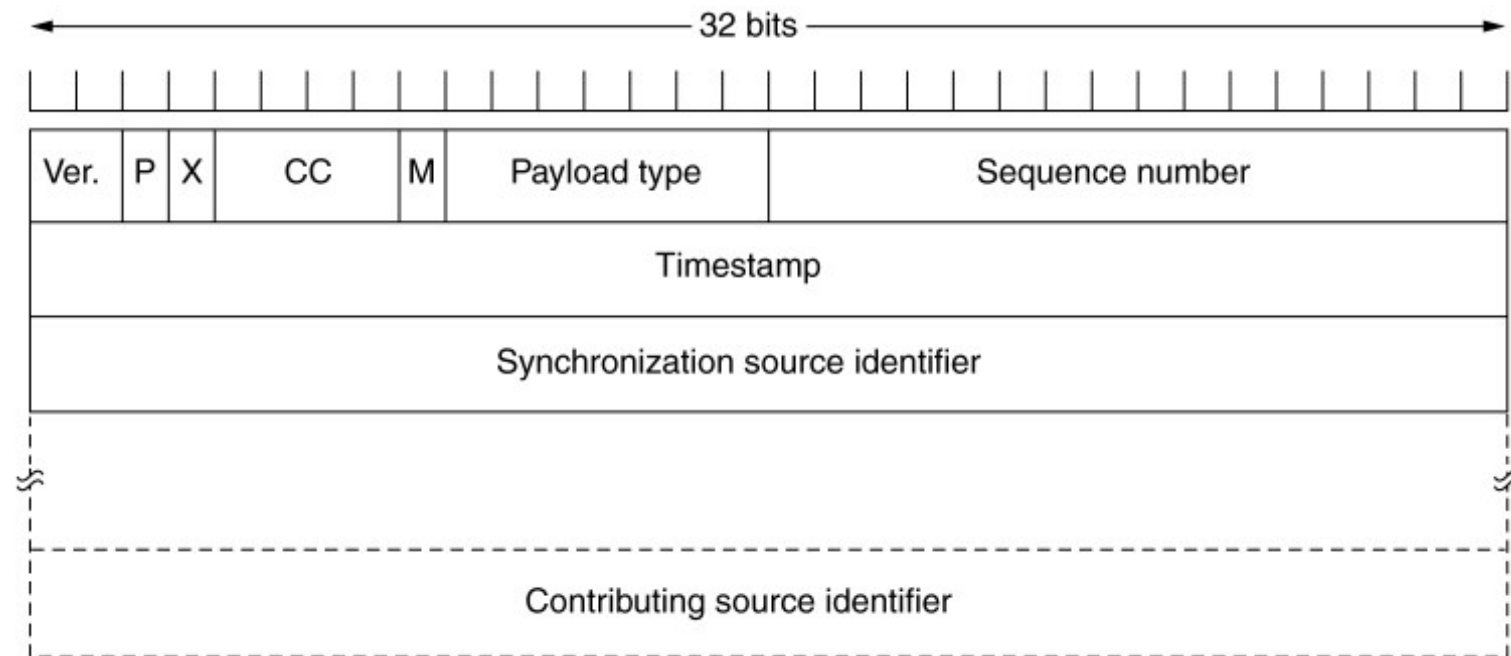 32 bits
Ver. P X CC M Payload type Sequence number
Timestamp
Synchronization source identifier
Contributing source identifier